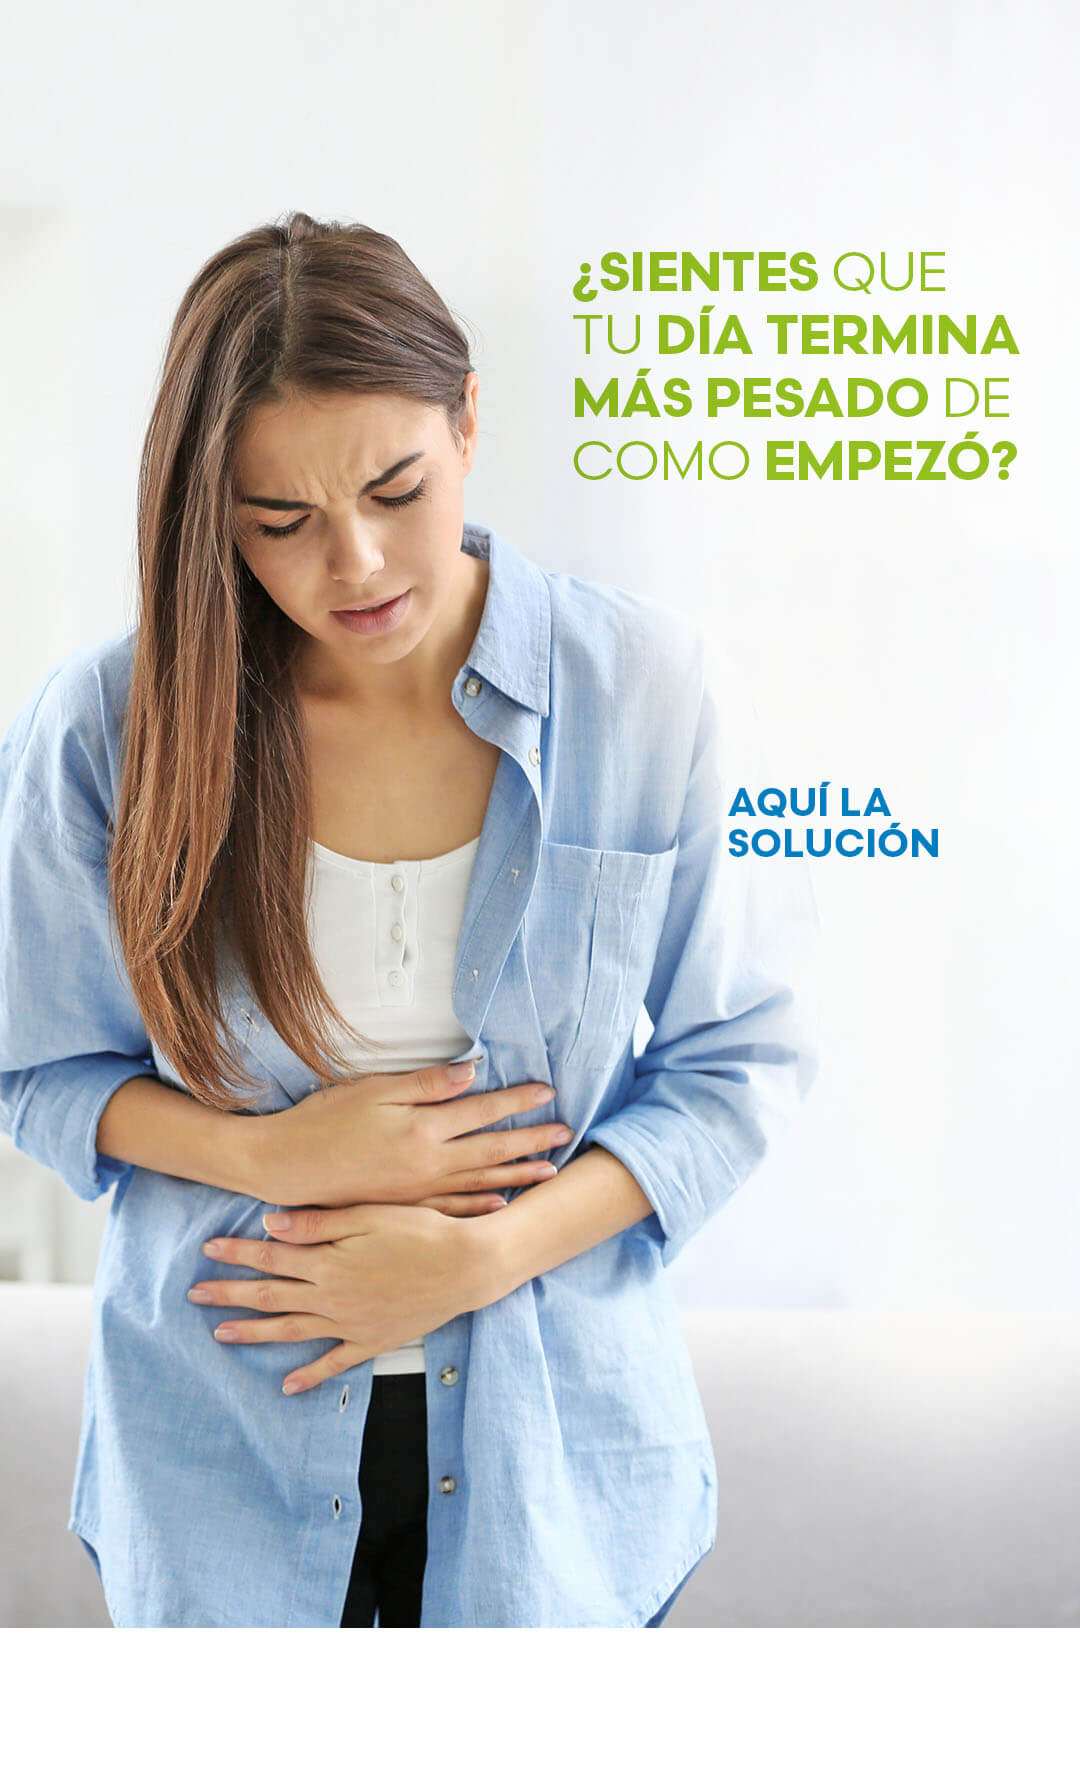 ¿SIENTES QUE
TU DÍA TERMINA
MÁS PESADO DE
COMO EMPEZÓ?
AQUÍ LA
SOLUCIÓN